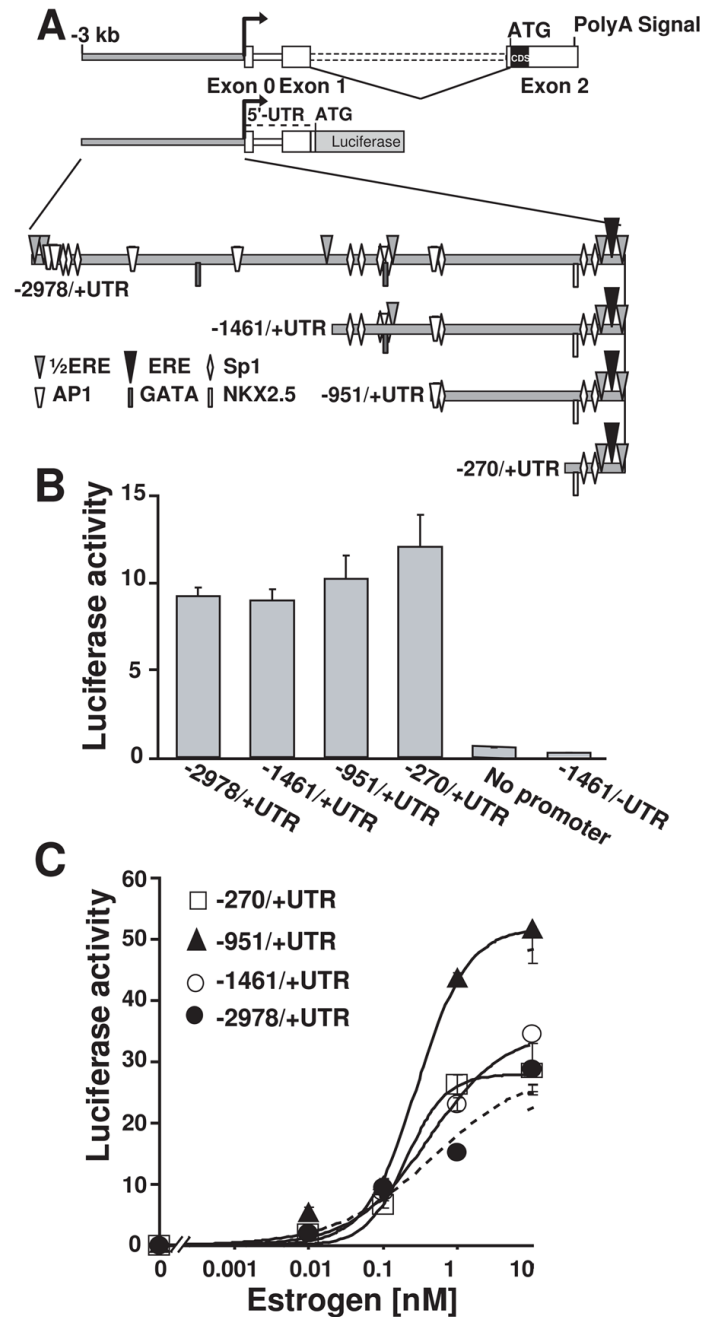 A
-3 kb
ATG
PolyA Signal
CDS
Exon 0 Exon 1
Exon 2
5'-UTR
ATG
Luciferase
-2978/+UTR
-1461/+UTR
½ERE
ERE
Sp1
AP1
GATA
NKX2.5
-951/+UTR
-270/+UTR
B
Luciferase activity
15
10
5
0
-2978/+UTR
-1461/+UTR
-951/+UTR
-270/+UTR
No promoter
-1461/-UTR
C
Luciferase activity
60
50
40
30
20
10
0
-270/+UTR
-951/+UTR
-1461/+UTR
-2978/+UTR
0
0.001
0.01
0.1
1
10
Estrogen [nM]